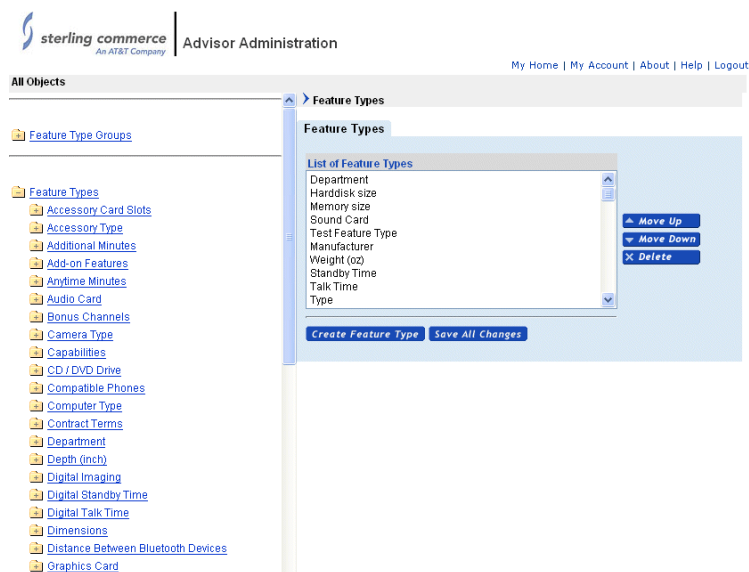 sterling commerce
An AT&T Company
Advisor Administration
My Home | My Account | About | Help | Logout
All Objects
Feature Type Groups
Feature Types
Accessory Card Slots
Accessory Type
Additional Minutes
Add-on Features
Anytime Minutes
Audio Card
Bonus Channels
Camera Type
Capabilities
CD / DVD Drive
Compatible Phones
Computer Type
Contract Terms
Department
Depth (inch)
Digital Imaging
Digital Standby Time
Digital Talk Time
Dimensions
Distance Between Bluetooth Devices
Graphics Card
Feature Types
Feature Types
List of Feature Types
Department
Harddisk size
Memory size
Sound Card
Test Feature Type
Manufacturer
Weight (oz)
Standby Time
Talk Time
Type
Move Up
Move Down
X Delete
Create Feature Type Save All Changes